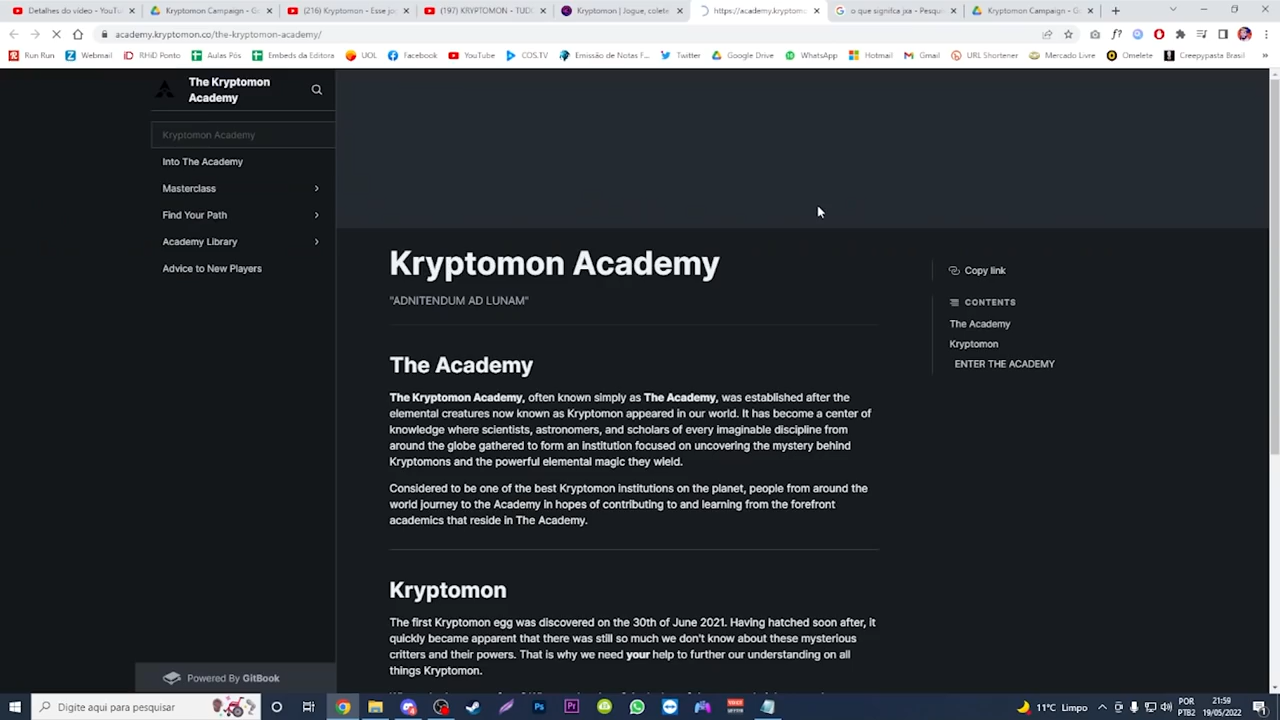 Detalhes do vídeo - YouTu
Kryptomon Campaign - G
(216) Kryptomon - Esse jo
(197) KRYPTOMON - TUDO
Kryptomon | Jogue, colete
https://academy.kryptomo
o que significa jxa - Pesqu
Kryptomon Campaign - G
academy.kryptomon.co/the-kryptomon-academy/
Run Run
Webmail
RHiD Ponto
Aulas Pós
Embeds da Editora
UOL
Facebook
YouTube
COS.TV
Emissão de Notas F...
Twitter
Google Drive
WhatsApp
Hotmail
Gmail
URL Shortener
Mercado Livre
Omelete
Creepypasta Brasil
The Kryptomon
Academy
Kryptomon Academy
Into The Academy
Masterclass
Find Your Path
Academy Library
Advice to New Players
Kryptomon Academy
"ADNITENDUM AD LUNAM"
Copy link
CONTENTS
The Academy
Kryptomon
ENTER THE ACADEMY
The Academy
The Kryptomon Academy, often known simply as The Academy, was established after the
elemental creatures now known as Kryptomon appeared in our world. It has become a center of
knowledge where scientists, astronomers, and scholars of every imaginable discipline from
around the globe gathered to form an institution focused on uncovering the mystery behind
Kryptomons and the powerful elemental magic they wield.
Considered to be one of the best Kryptomon institutions on the planet, people from around the
world journey to the Academy in hopes of contributing to and learning from the forefront
academics that reside in The Academy.
Kryptomon
The first Kryptomon egg was discovered on the 30th of June 2021. Having hatched soon after, it
quickly became apparent that there was still so much we don't know about these mysterious
critters and their powers. That is why we need your help to further our understanding on all
things Kryptomon.
Powered By GitBook
Digite aqui para pesquisar
11°C Limpo
POR
PTB2
21:59
19/05/2022